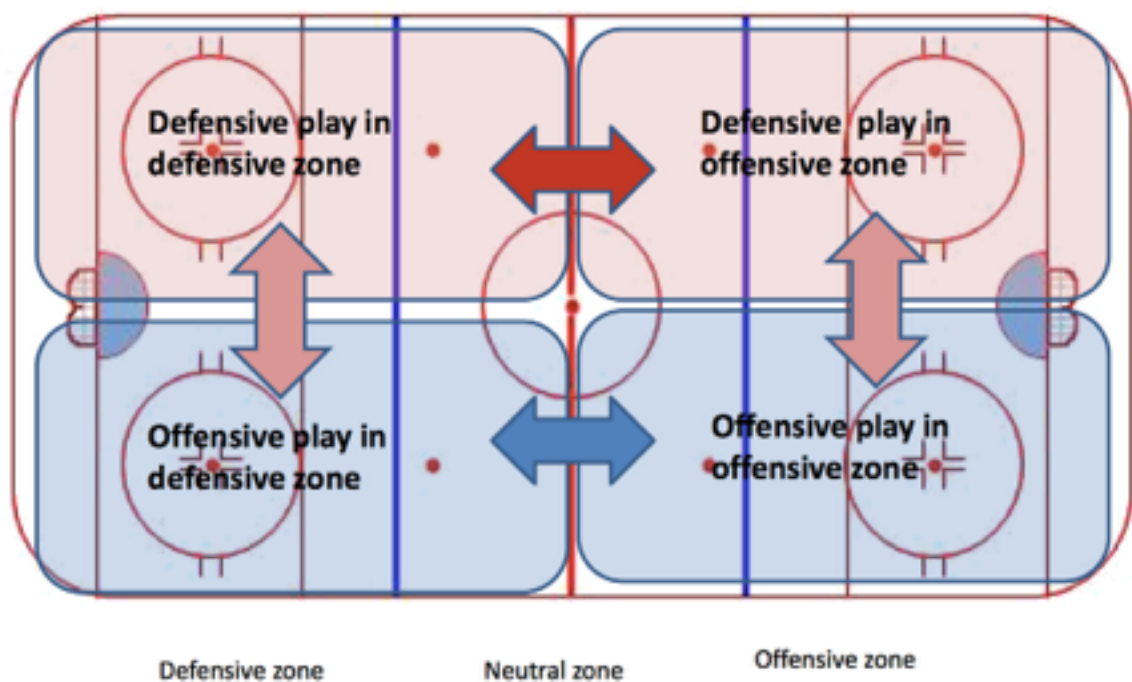 Defensive play in
defensive zone
Defensive play in
offensive zone
Offensive play in
defensive zone
Offensive play in
offensive zone
Defensive zone
Neutral zone
Offensive zone